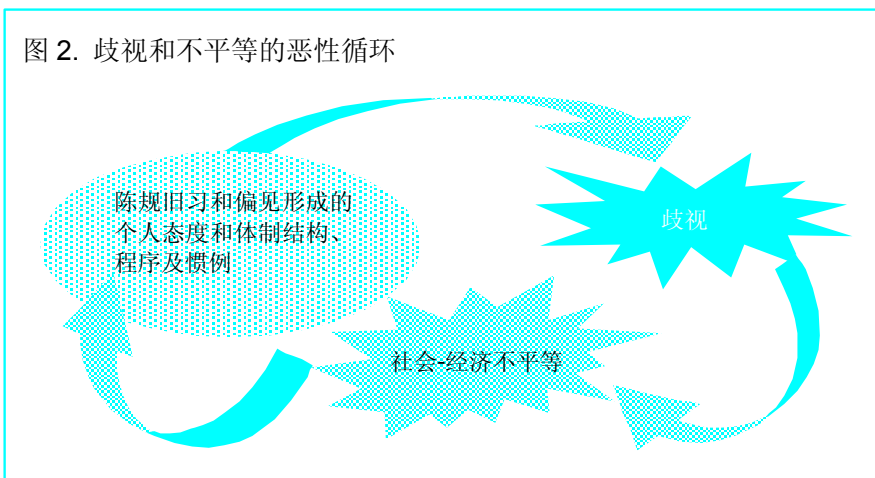 图 2. 歧视和不平等的恶性循环
陈规旧习和偏见形成的
个人态度和体制结构、
程序及惯例
歧视
社会-经济不平等